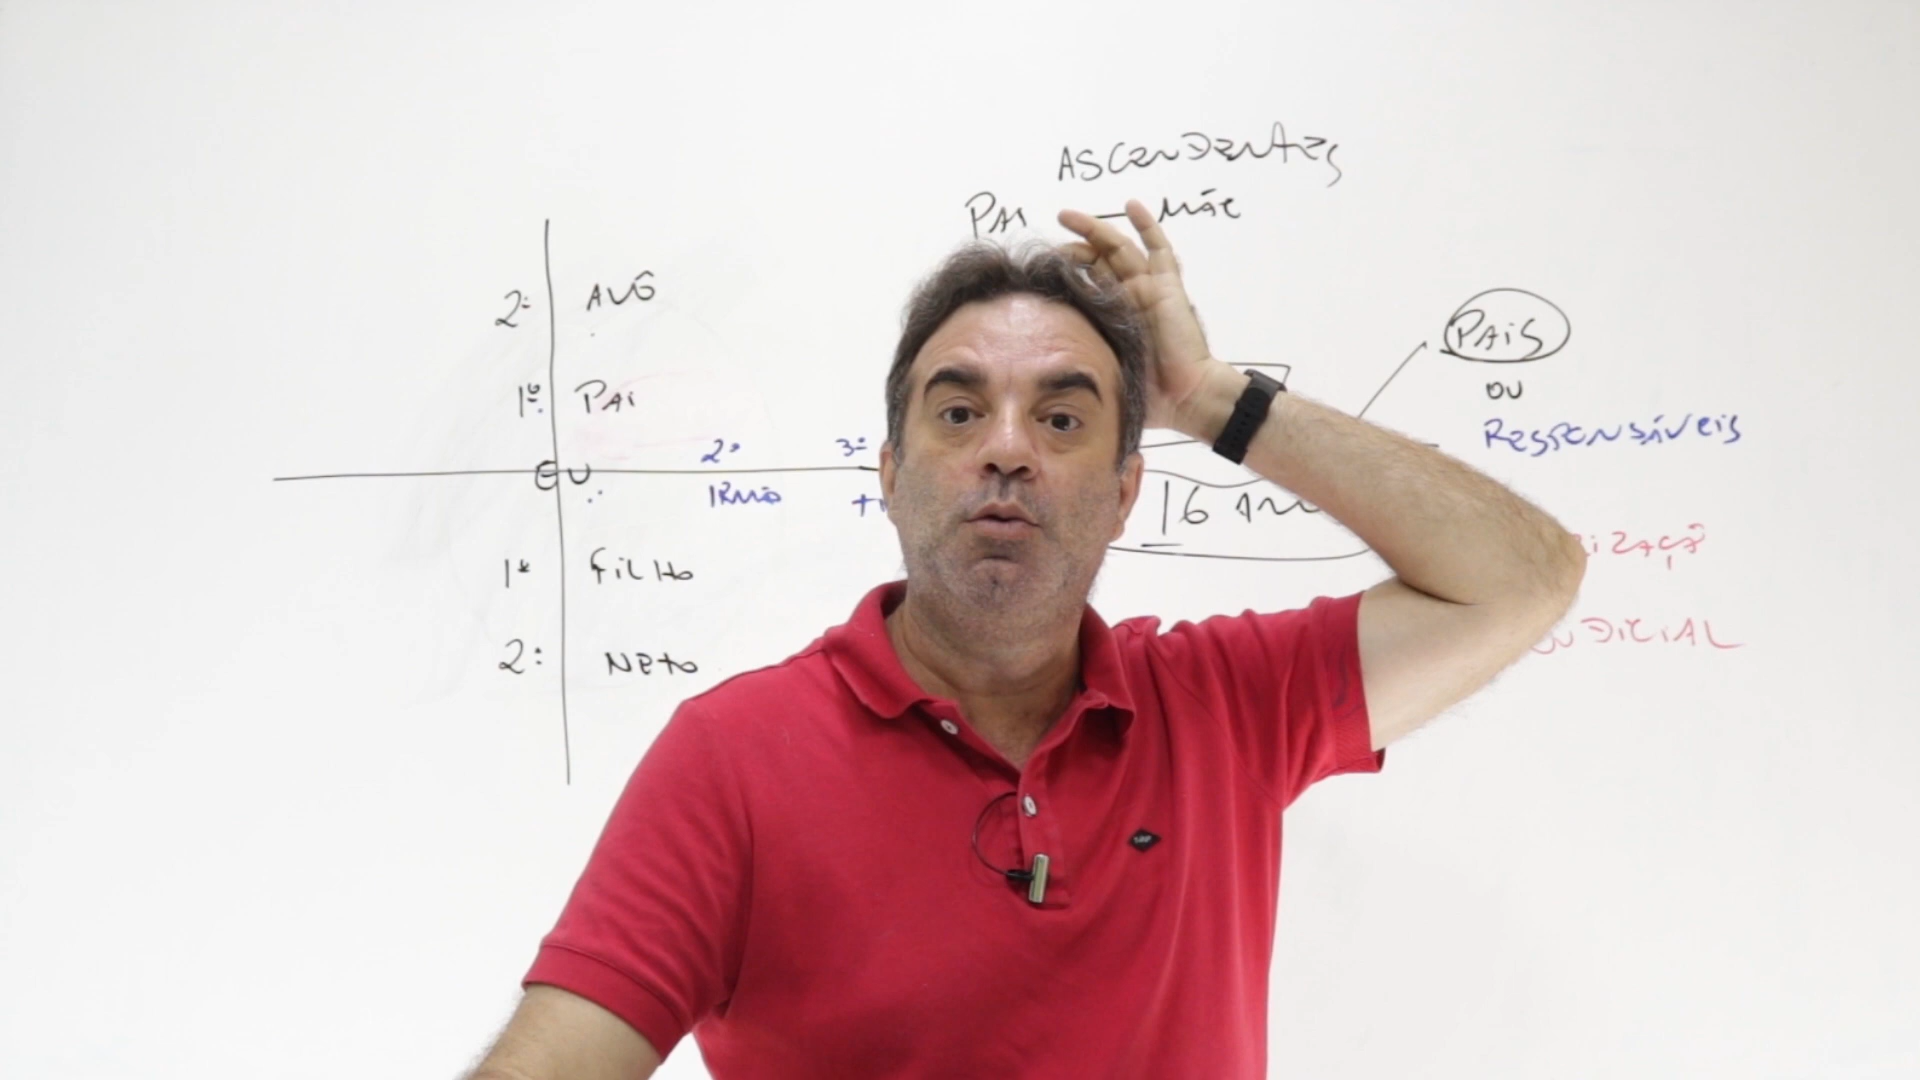 ASCENDENTES
PAI — MÃE
2º AVÔ
PAIS
OU
1º PAI
RESPONSÁVEIS
2º 3º
EU
IRMÃO
16
1º FILHO
2º NETO